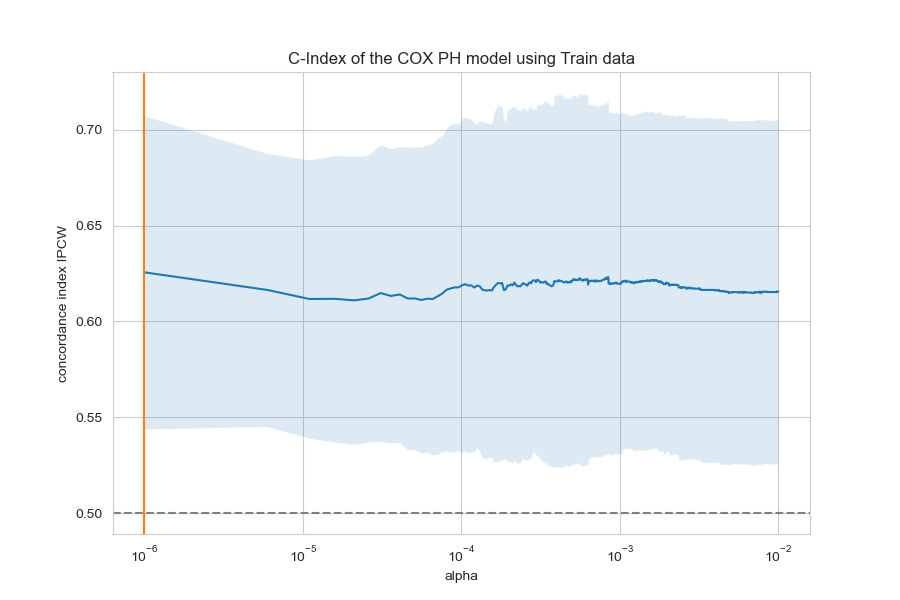 C-Index of the COX PH model using Train data
concordance index IPCW
0.70
0.65
0.60
0.55
0.50
10⁻⁶ 10⁻⁵ 10⁻⁴ 10⁻³ 10⁻²
alpha